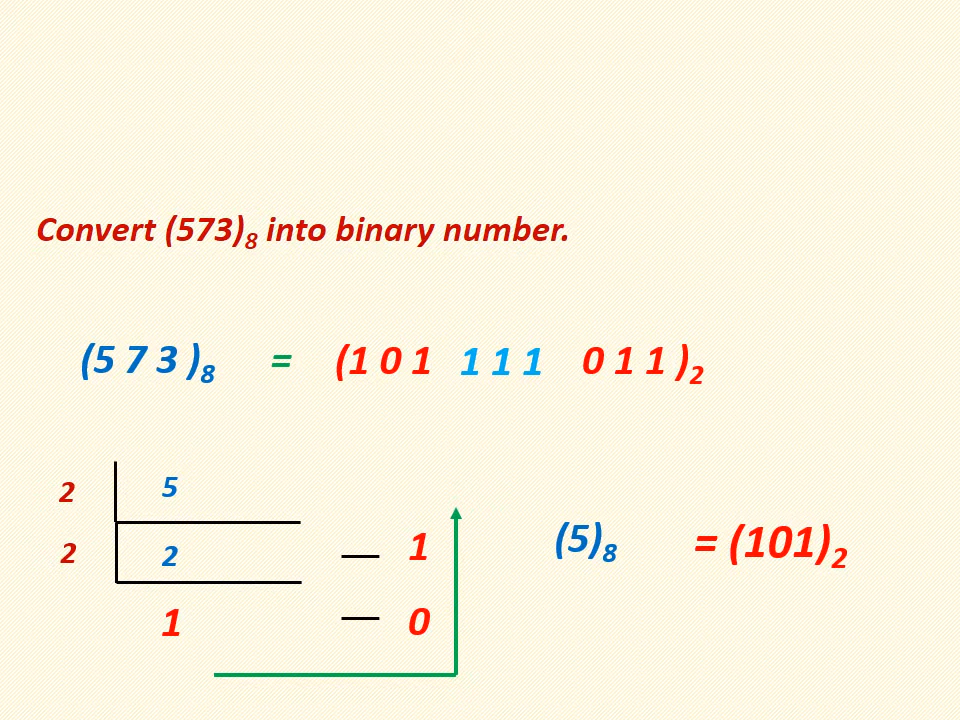 Convert (573)₈ into binary number.
(5 7 3 )₈ = (1 0 1 1 1 1 0 1 1 )₂
2 5
2 2 — 1 (5)₈ = (101)₂
1 — 0